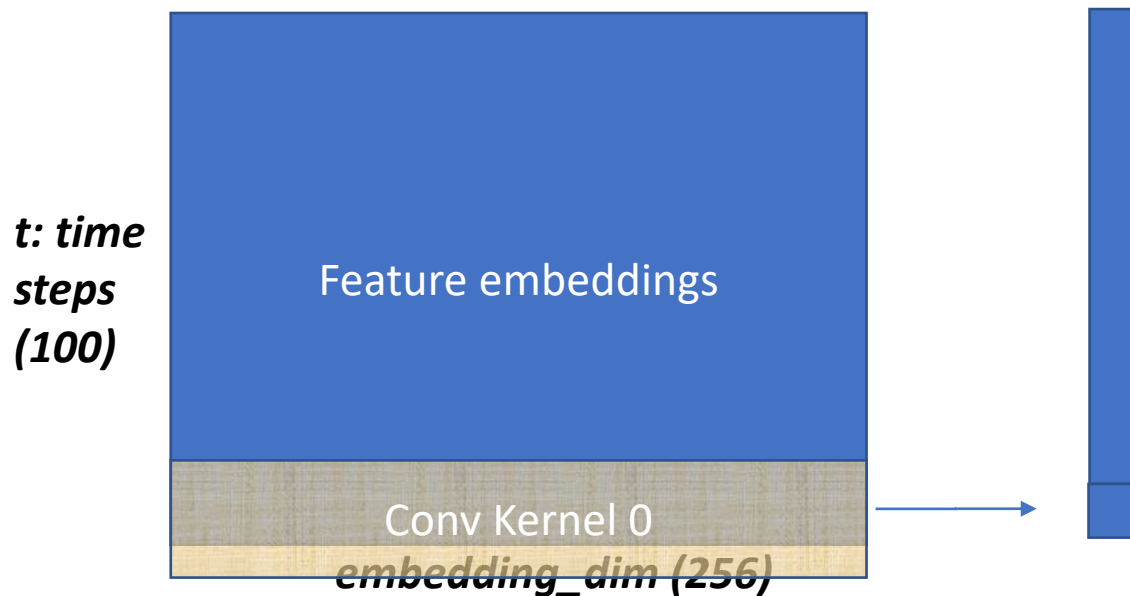 t: time
steps
(100)
Feature embeddings
Conv Kernel 0
embedding_dim (256)